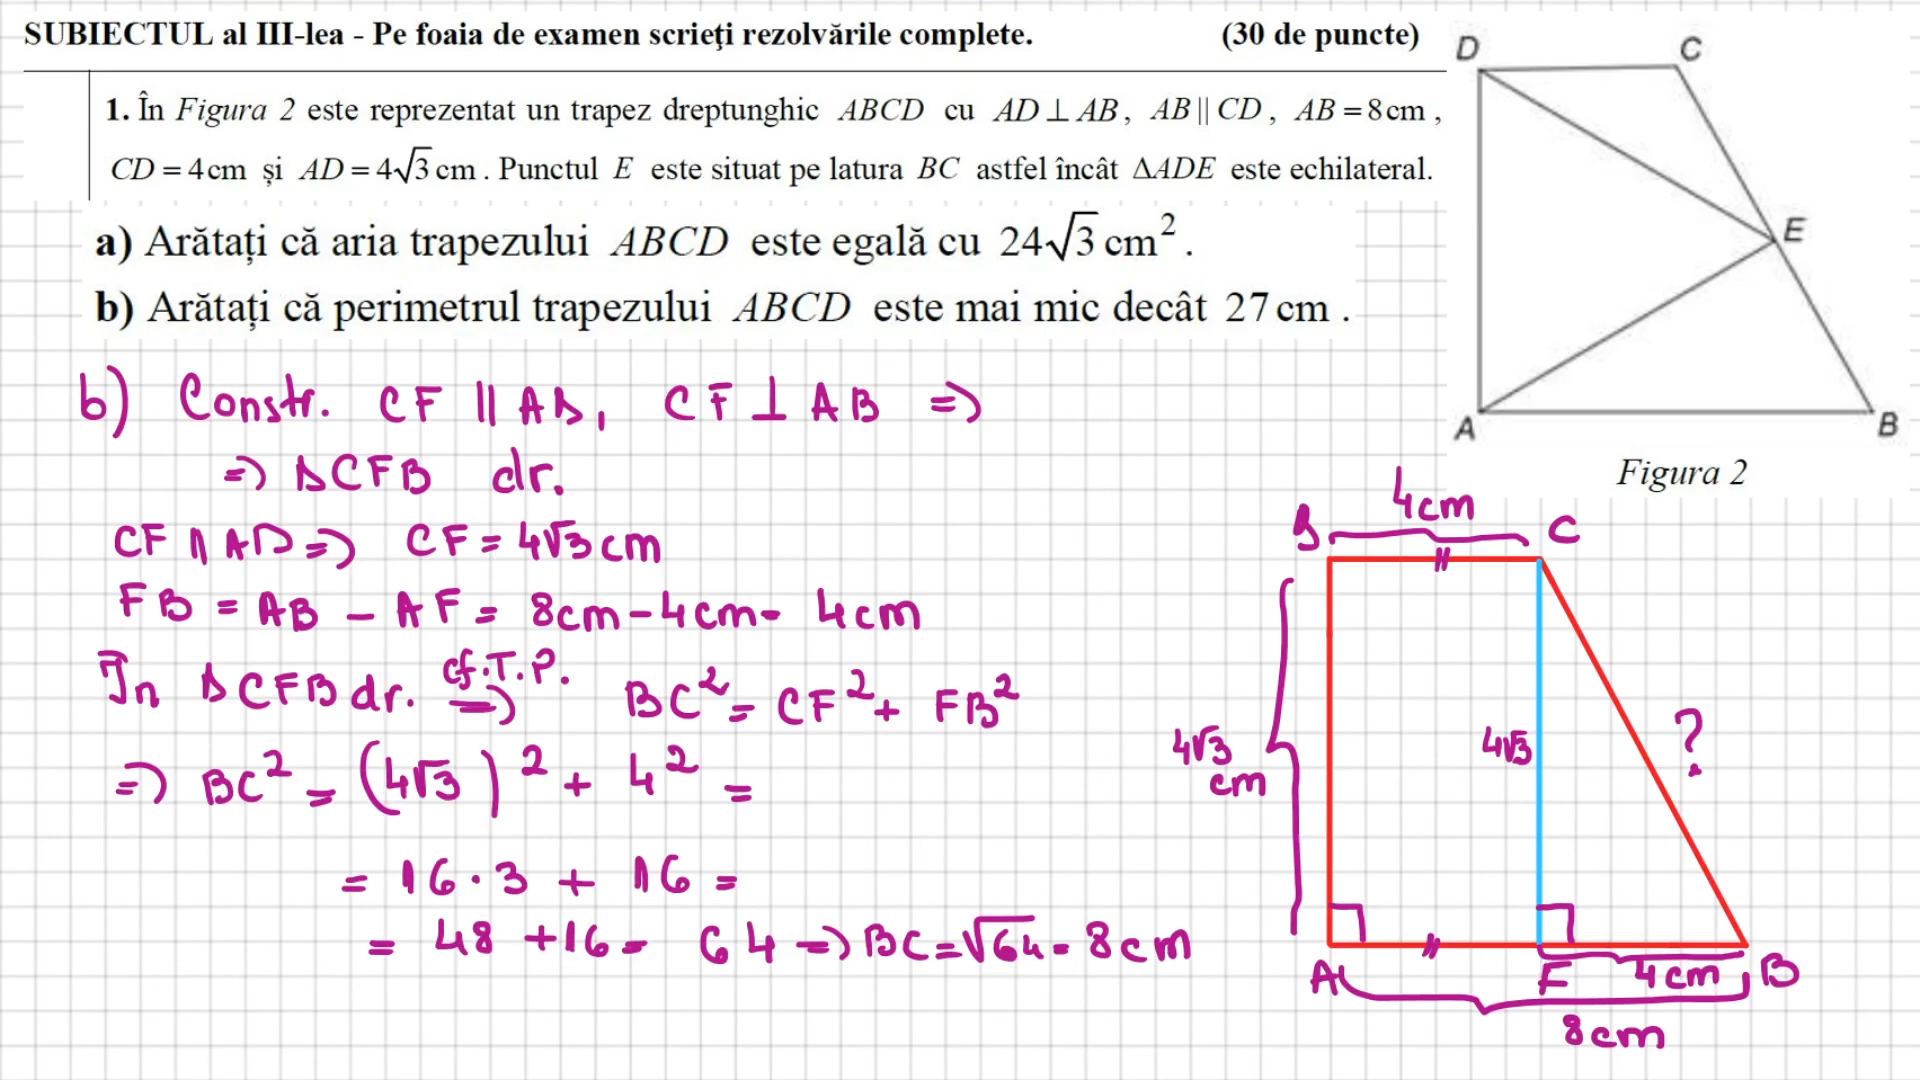 SUBIECTUL al III-lea - Pe foaia de examen scrieţi rezolvările complete. (30 de puncte)
1. În Figura 2 este reprezentat un trapez dreptunghic ABCD cu AD ⊥ AB, AB || CD, AB = 8 cm,
CD = 4 cm și AD = 4√3 cm. Punctul E este situat pe latura BC astfel încât ΔADE este echilateral.
a) Arătați că aria trapezului ABCD este egală cu 24√3 cm².
b) Arătați că perimetrul trapezului ABCD este mai mic decât 27 cm.
D C
E
A B
Figura 2
b) Constr. CF || AD, CF ⊥ AB =>
=> ΔCFB dr.
CF || AD => CF = 4√3 cm
FB = AB - AF = 8cm - 4cm = 4cm
În ΔCFB dr. cf. T.P. => BC² = CF² + FB²
=> BC² = (4√3)² + 4² =
= 16·3 + 16 =
= 48 + 16 = 64 => BC = √64 = 8cm
4cm
D C
4√3 cm
4√3
?
A F 4cm B
8cm